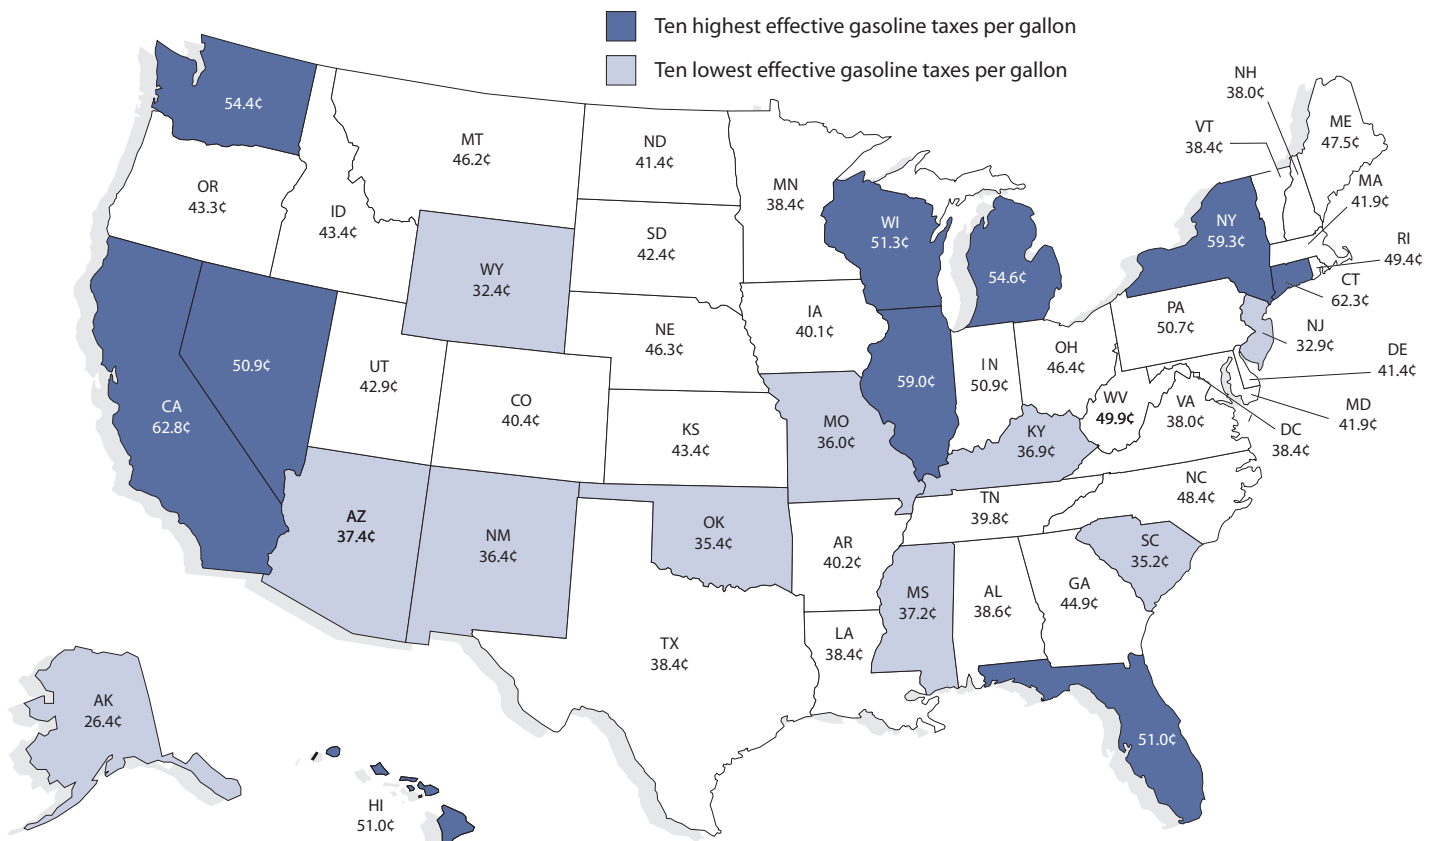 Ten highest effective gasoline taxes per gallon
Ten lowest effective gasoline taxes per gallon
54.4¢
MT
46.2¢
ND
41.4¢
MN
38.4¢
NH
38.0¢
VT
38.4¢
ME
47.5¢
MA
41.9¢
OR
43.3¢
ID
43.4¢
WY
32.4¢
SD
42.4¢
WI
51.3¢
54.6¢
NY
59.3¢
RI
49.4¢
CT
62.3¢
CA
62.8¢
50.9¢
UT
42.9¢
CO
40.4¢
NE
46.3¢
IA
40.1¢
59.0¢
IN
50.9¢
OH
46.4¢
PA
50.7¢
NJ
32.9¢
DE
41.4¢
MD
41.9¢
DC
38.4¢
WV
49.9¢
VA
38.0¢
KS
43.4¢
MO
36.0¢
KY
36.9¢
AZ
37.4¢
NM
36.4¢
OK
35.4¢
AR
40.2¢
TN
39.8¢
NC
48.4¢
SC
35.2¢
MS
37.2¢
AL
38.6¢
GA
44.9¢
TX
38.4¢
LA
38.4¢
51.0¢
AK
26.4¢
HI
51.0¢